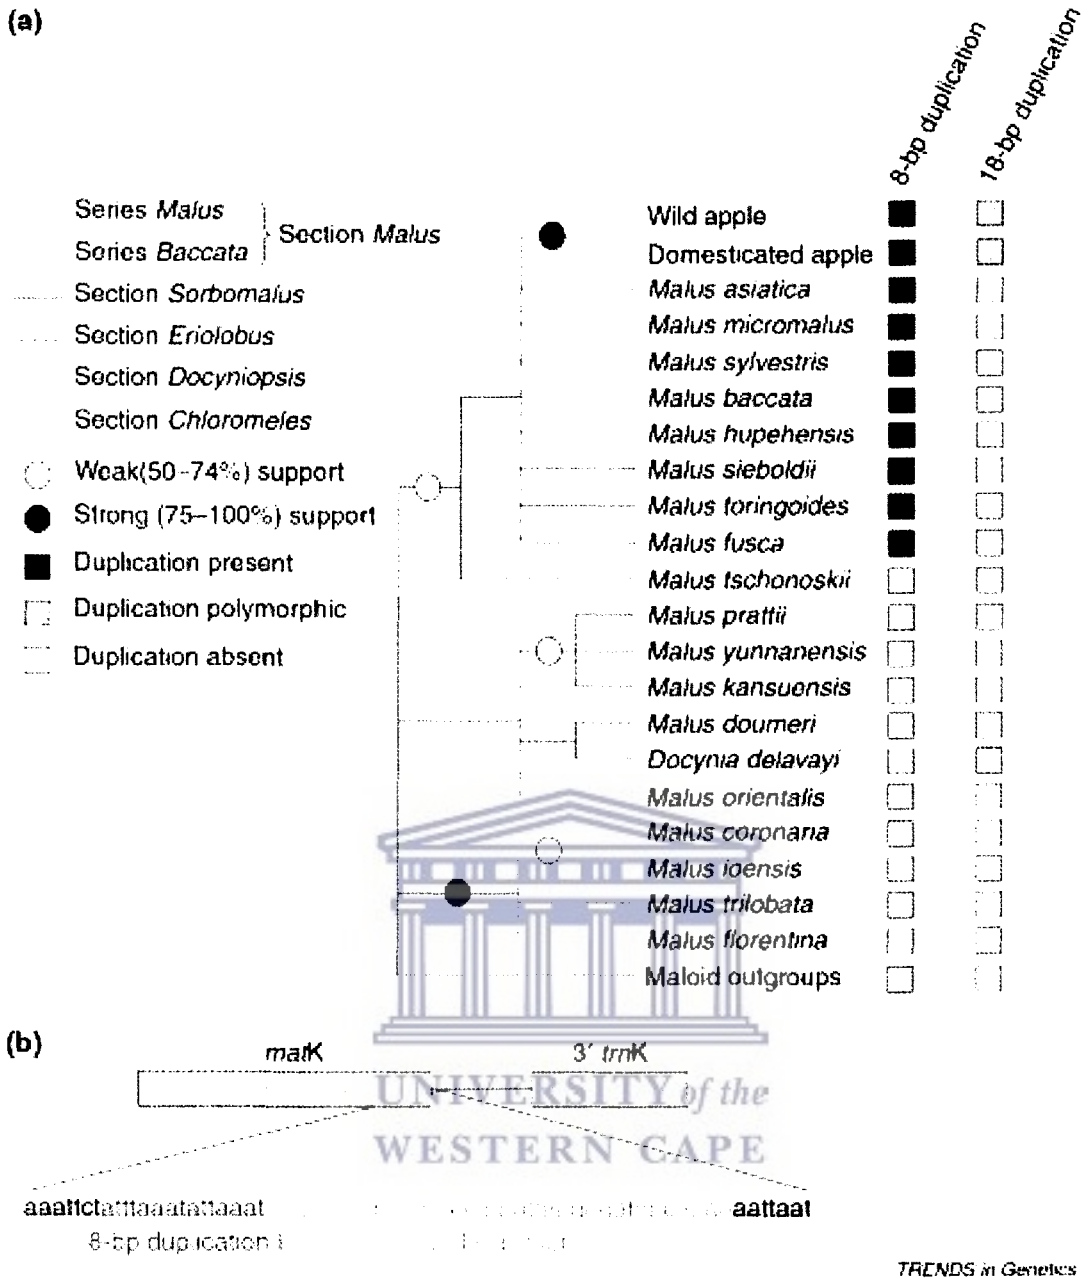 (a)
8-bp duplication
18-bp duplication
Series Malus
Series Baccata
Section Malus
Section Sorbomalus
Section Eriolobus
Section Docyniopsis
Section Chloromeles
Weak(50–74%) support
Strong (75–100%) support
Duplication present
Duplication polymorphic
Duplication absent
Wild apple
Domesticated apple
Malus asiatica
Malus micromalus
Malus sylvestris
Malus baccata
Malus hupehensis
Malus sieboldii
Malus toringoides
Malus fusca
Malus tschonoskii
Malus prattii
Malus yunnanensis
Malus kansuensis
Malus doumeri
Docynia delavayi
Malus orientalis
Malus coronaria
Malus ioensis
Malus trilobata
Malus florentina
Maloid outgroups
(b)
matK
3′ trnK
UNIVERSITY of the
WESTERN CAPE
aaattctatttaaatattaaat
aattaat
8-bp duplication
TRENDS in Genetics